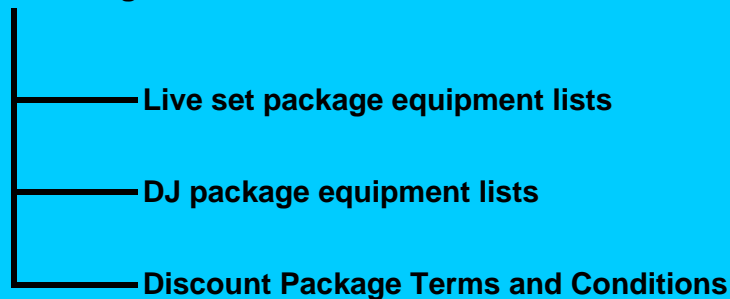 Live set package equipment lists
DJ package equipment lists
Discount Package Terms and Conditions